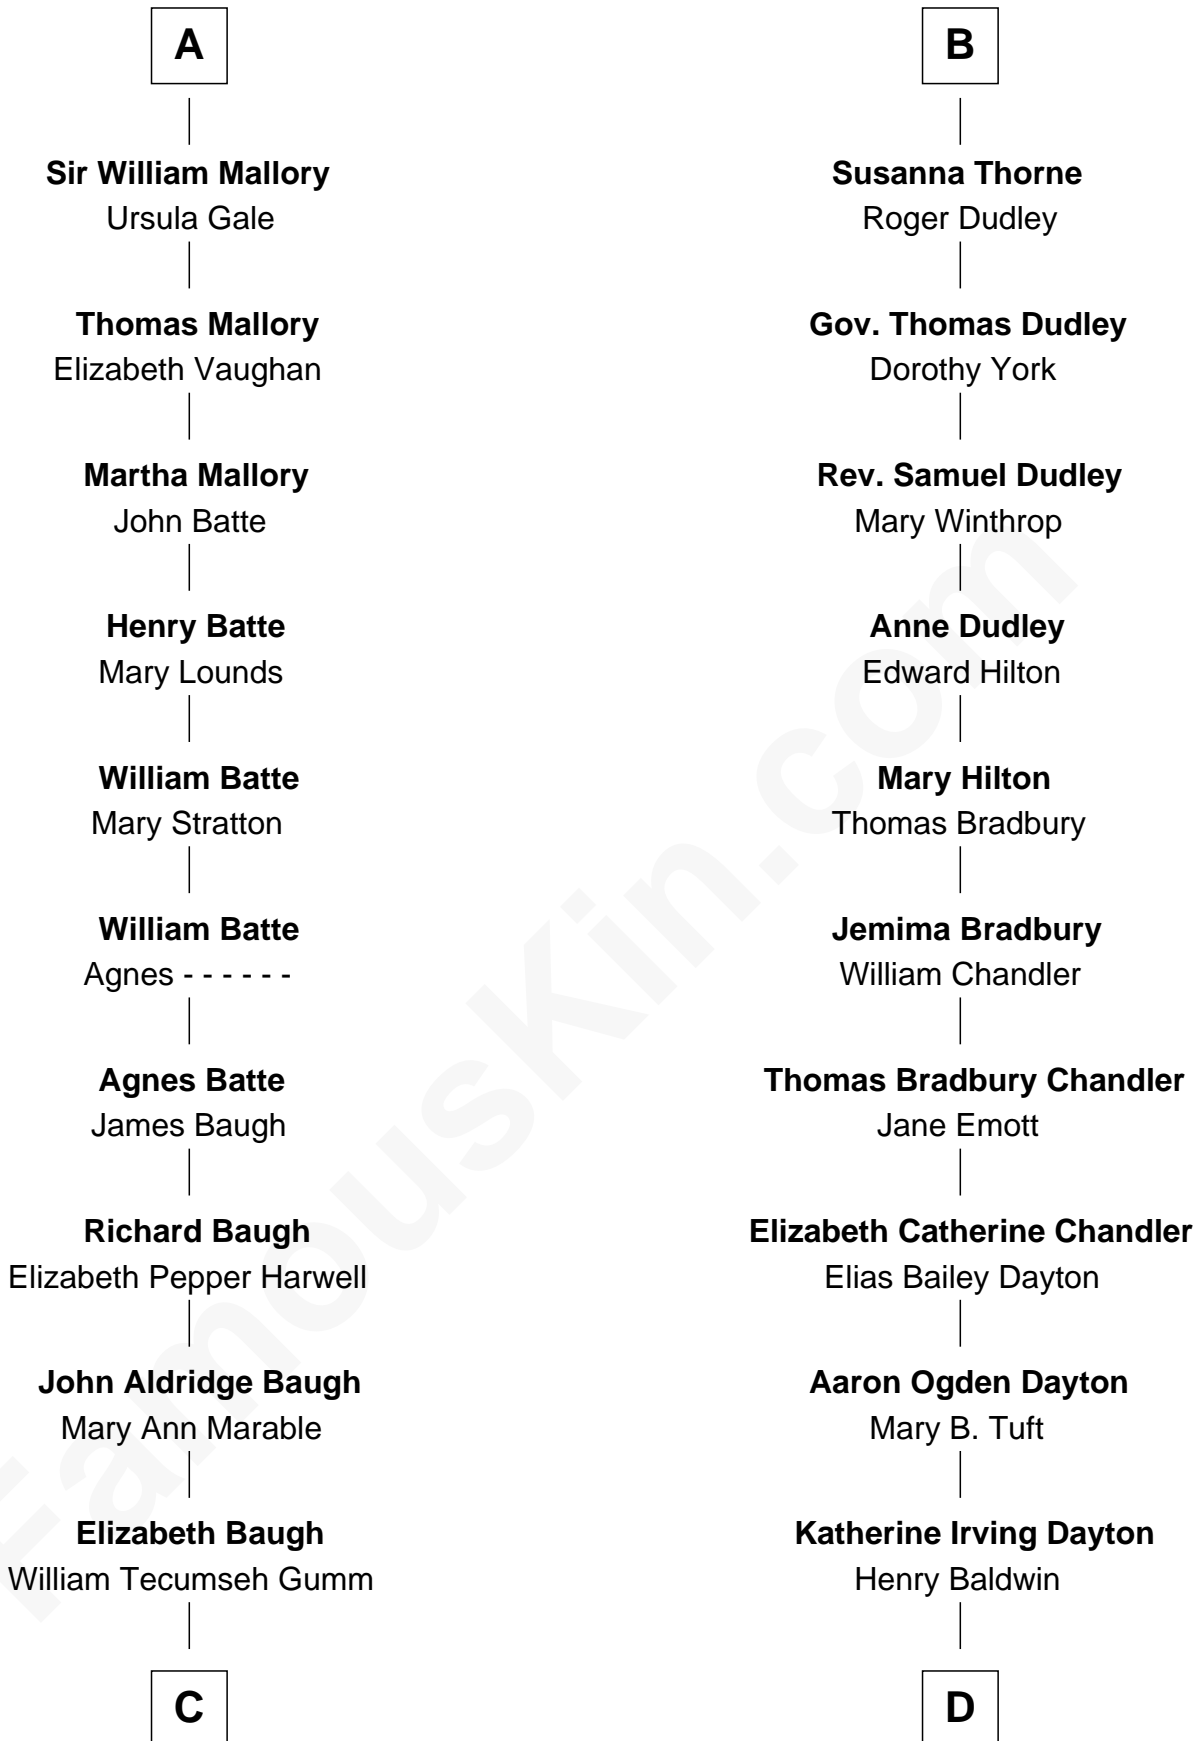 A
Sir William Mallory
Ursula Gale
Thomas Mallory
Elizabeth Vaughan
Martha Mallory
John Batte
Henry Batte
Mary Lounds
William Batte
Mary Stratton
William Batte
Agnes - - - - - -
Agnes Batte
James Baugh
Richard Baugh
Elizabeth Pepper Harwell
John Aldridge Baugh
Mary Ann Marable
Elizabeth Baugh
William Tecumseh Gumm
C
B
Susanna Thorne
Roger Dudley
Gov. Thomas Dudley
Dorothy York
Rev. Samuel Dudley
Mary Winthrop
Anne Dudley
Edward Hilton
Mary Hilton
Thomas Bradbury
Jemima Bradbury
William Chandler
Thomas Bradbury Chandler
Jane Emott
Elizabeth Catherine Chandler
Elias Bailey Dayton
Aaron Ogden Dayton
Mary B. Tuft
Katherine Irving Dayton
Henry Baldwin
D
FamousKin.com